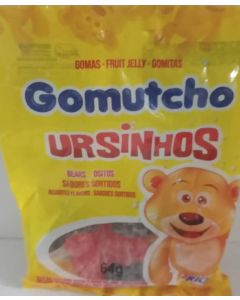 GOMAS - FRUIT JELLY - GOMITAS
Gomutcho
URSINHOS
BEARS OSITOS
SABORES SORTIDOS
64g